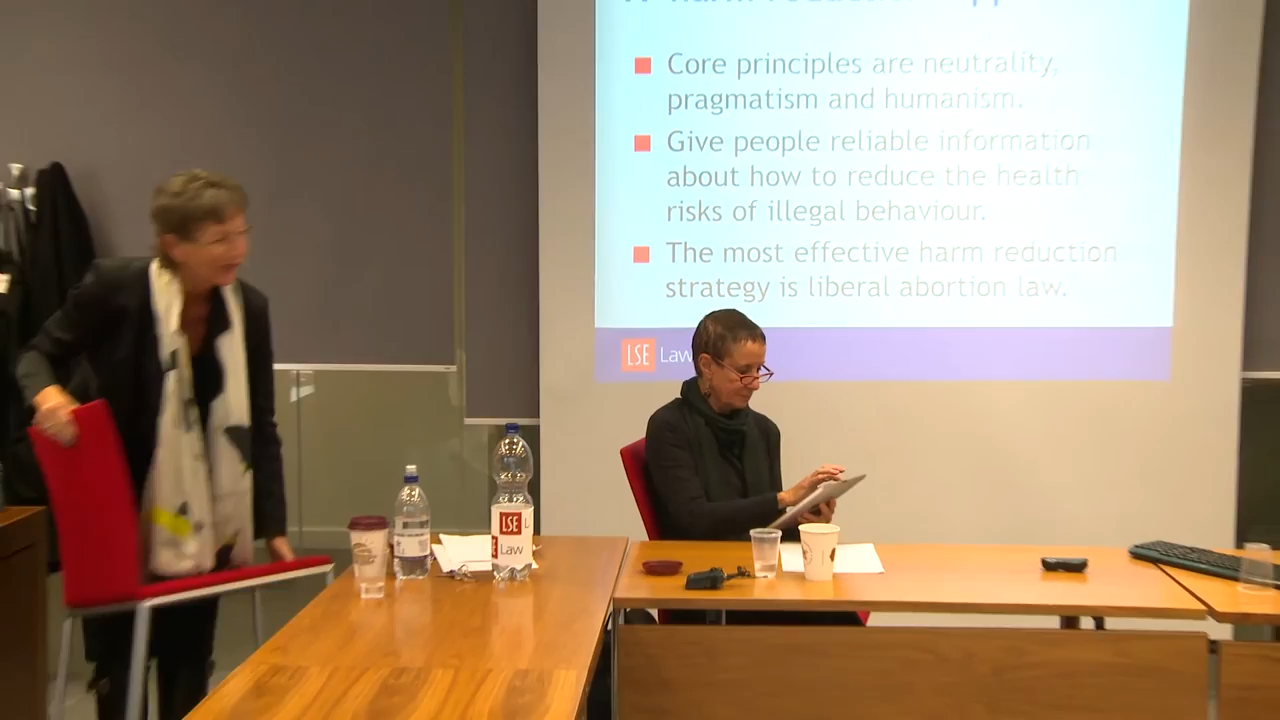 Core principles are neutrality,
pragmatism and humanism.
Give people reliable information
about how to reduce the health
risks of illegal behaviour.
The most effective harm reduction
strategy is liberal abortion law.
LSE Law
LSE
Law